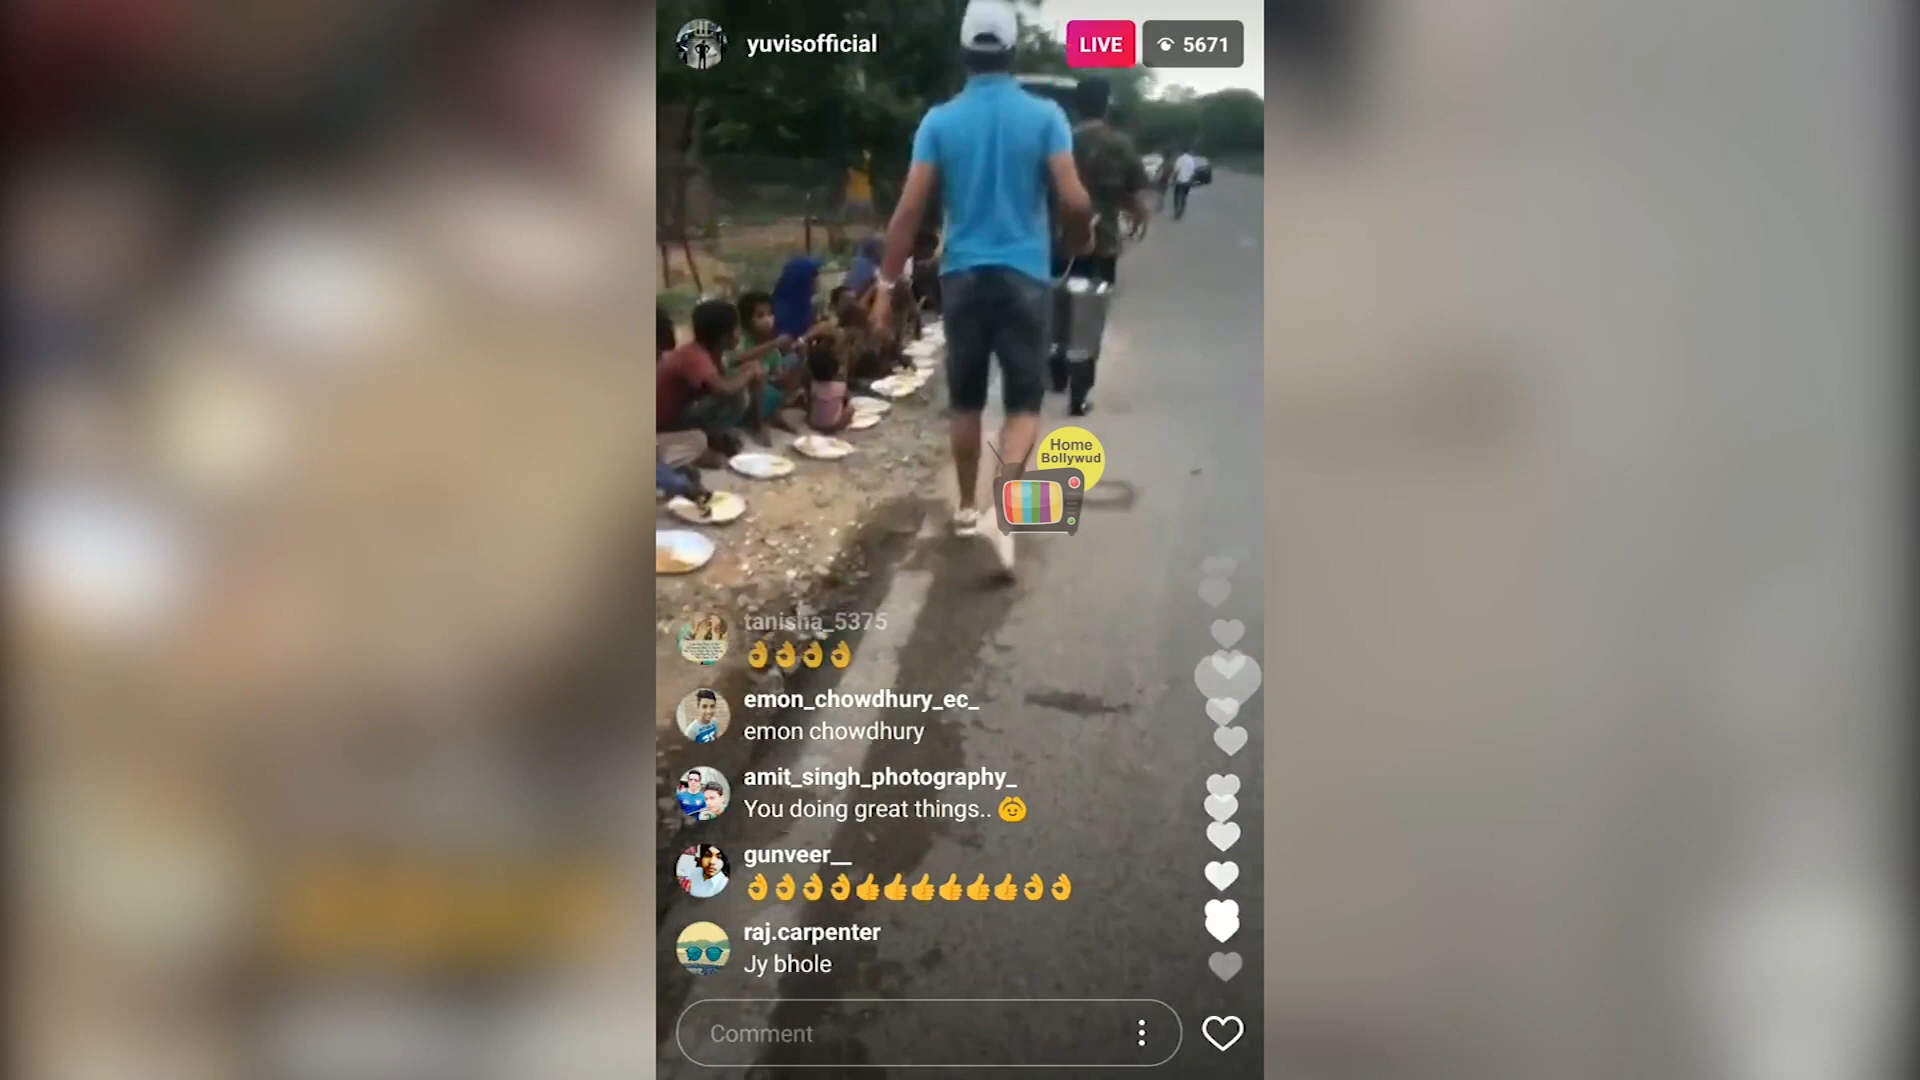 yuvisofficial
LIVE
5671
Home
Bollywud
tanisha_5375
👌👌👌👌
emon_chowdhury_ec_
emon chowdhury
amit_singh_photography_
You doing great things.. 🙆
gunveer__
👌👌👌👌👍👍👍👍👍👍👌👌
raj.carpenter
Jy bhole
Comment